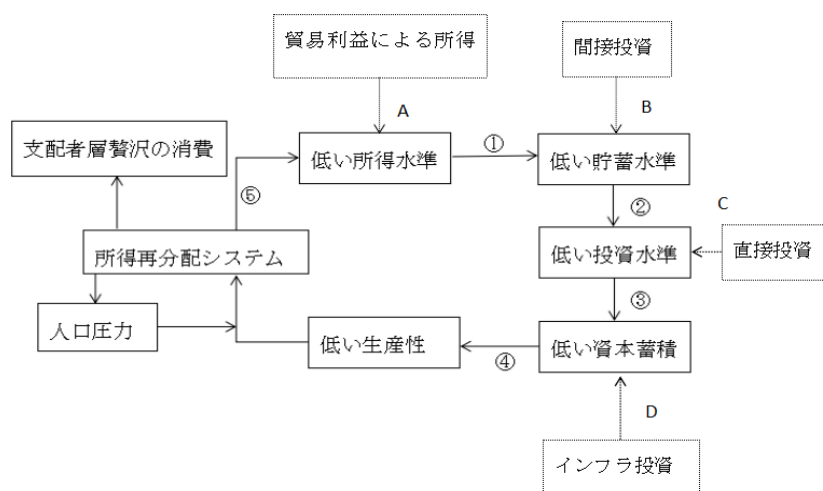 貿易利益による所得
間接投資
A
B
支配者層贅沢の消費
低い所得水準
①
低い貯蓄水準
⑤
②
C
所得再分配システム
低い投資水準
直接投資
③
人口圧力
低い生産性
④
低い資本蓄積
D
インフラ投資